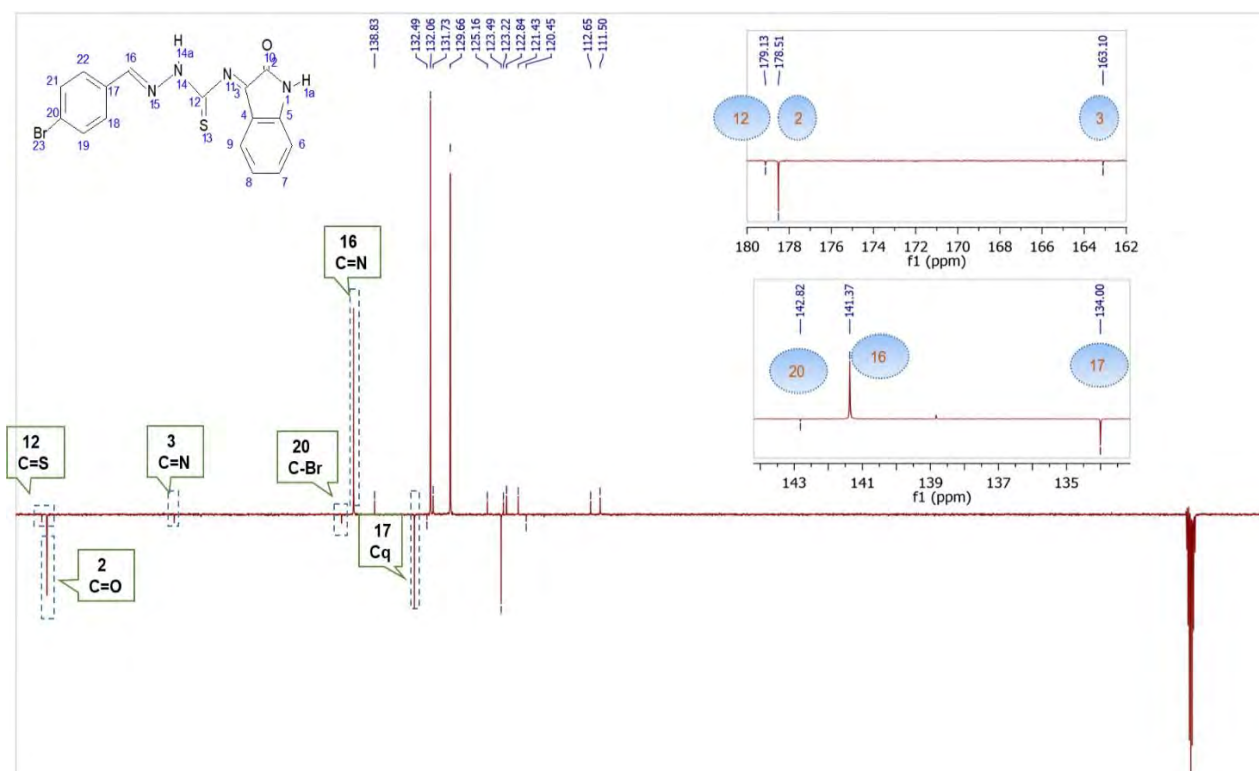 138.83
132.49
132.06
131.73
129.66
125.16
123.49
123.22
122.84
121.43
120.45
112.65
111.50
H
14a
O
10
2
16
22
N
14
N
11
3
N
1
H
1a
21
17
N
15
12
4
5
20
18
S
13
9
6
Br
23
19
8
7
179.13
178.51
163.10
12
2
3
180 178 176 174 172 170 168 166 164 162
f1 (ppm)
142.82
141.37
134.00
20
16
17
143 141 139 137 135
f1 (ppm)
16
C=N
12
C=S
3
C=N
20
C-Br
17
Cq
2
C=O